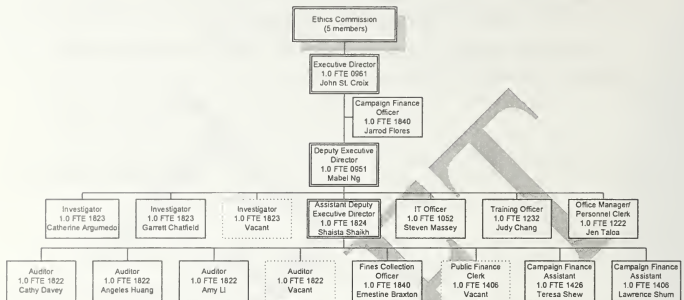 Ethics Commission
(5 members)
Executive Director
1.0 FTE 0961
John St. Croix
Campaign Finance
Officer
1.0 FTE 1840
Jarrod Flores
Deputy Executive
Director
1.0 FTE 0951
Mabel Ng
Investigator
1.0 FTE 1823
Catherine Argumedo
Investigator
1.0 FTE 1823
Garrett Chatfield
Investigator
1.0 FTE 1823
Vacant
Assistant Deputy
Executive Director
1.0 FTE 1824
Shaista Shaikh
IT Officer
1.0 FTE 1052
Steven Massey
Training Officer
1.0 FTE 1232
Judy Chang
Office Manager/
Personnel Clerk
1.0 FTE 1222
Jen Taloa
Auditor
1.0 FTE 1822
Cathy Davey
Auditor
1.0 FTE 1822
Angeles Huang
Auditor
1.0 FTE 1822
Amy Li
Auditor
1.0 FTE 1822
Vacant
Fines Collection
Officer
1.0 FTE 1840
Ernestine Braxton
Public Finance
Clerk
1.0 FTE 1406
Vacant
Campaign Finance
Assistant
1.0 FTE 1426
Teresa Shew
Campaign Finance
Assistant
1.0 FTE 1406
Lawrence Shum